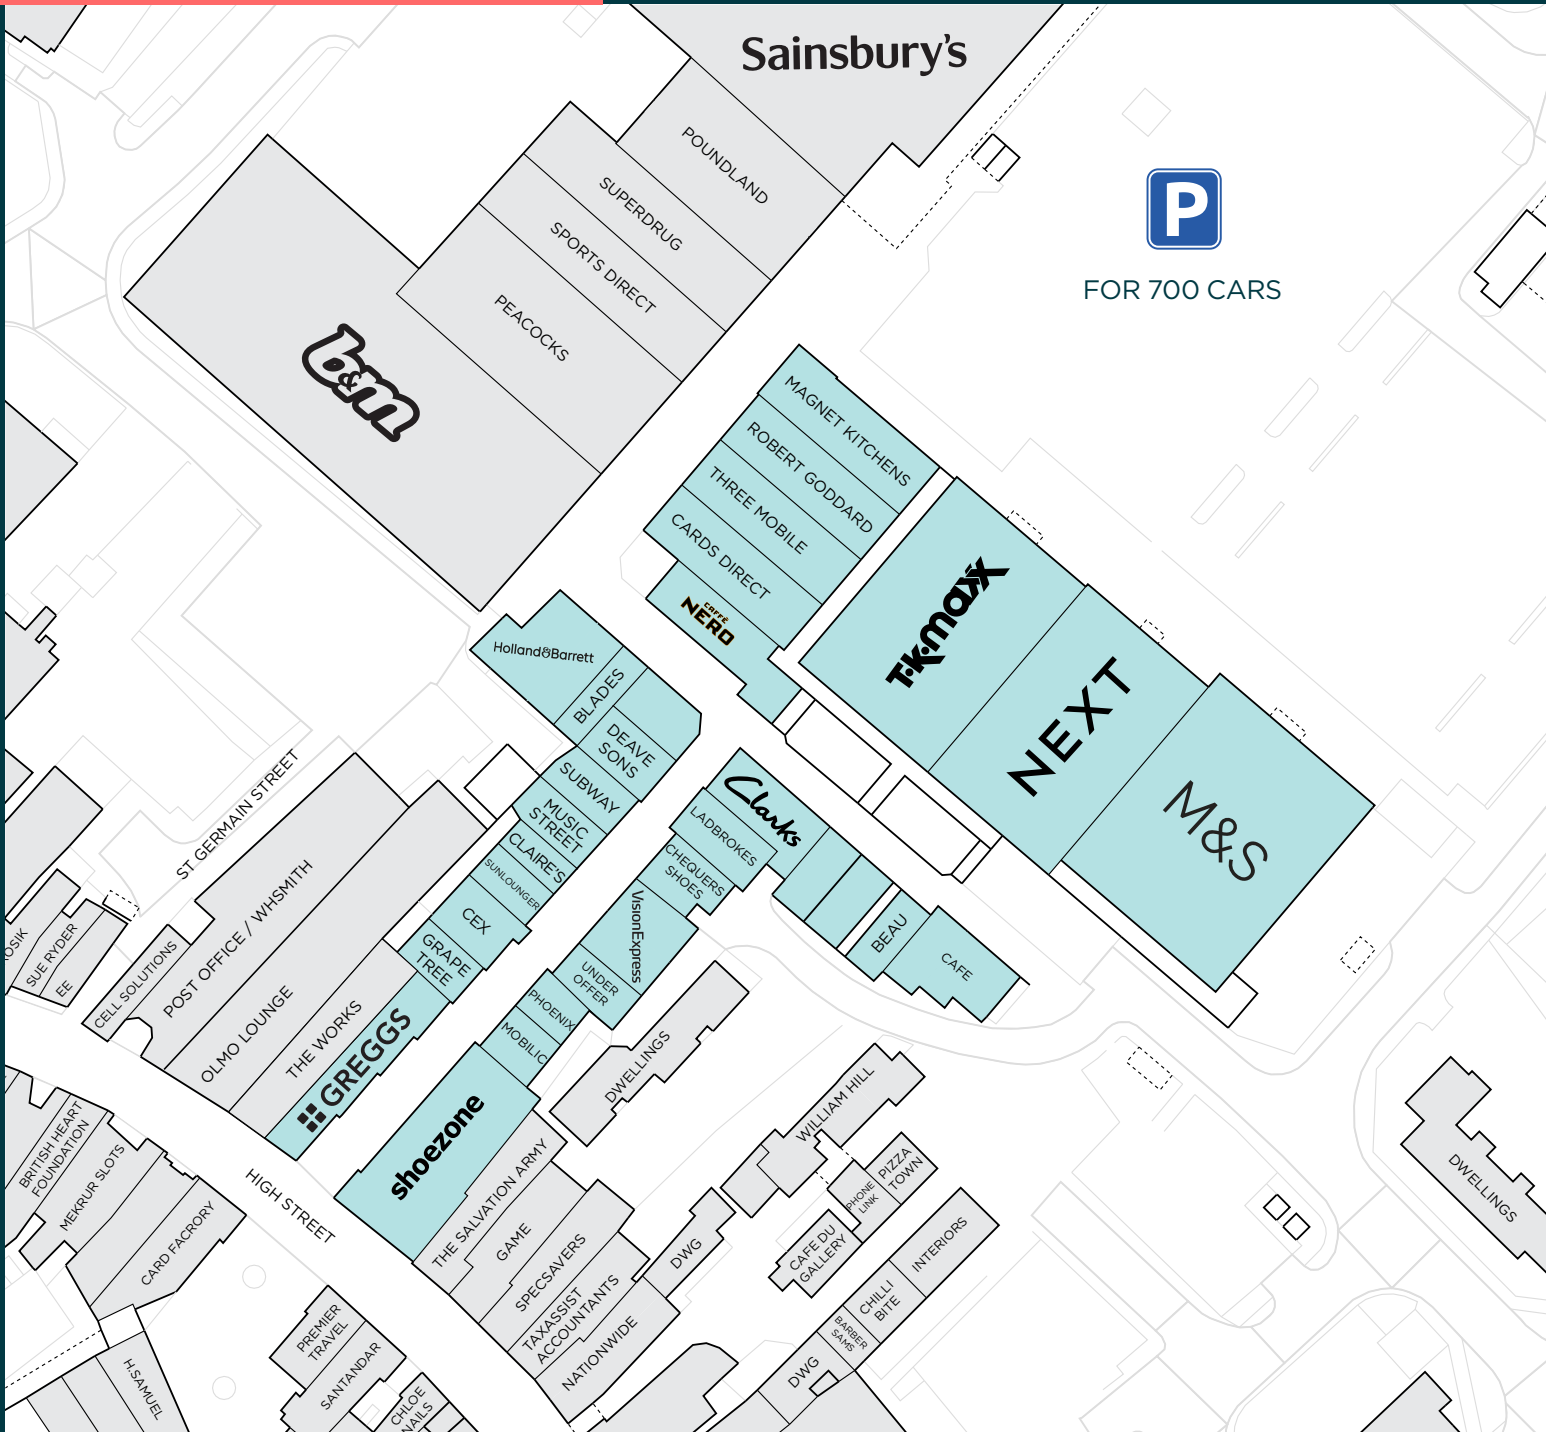 Sainsbury's
POUNDLAND
SUPERDRUG
SPORTS DIRECT
PEACOCKS
b&m
P
FOR 700 CARS
MAGNET KITCHENS
ROBERT GODDARD
THREE MOBILE
CARDS DIRECT
CAFFÈ
NERO
T·K·maxx
NEXT
M&S
Holland&Barrett
BLADES
DEAVE
SONS
SUBWAY
MUSIC
STREET
CLAIRE'S
SUNLOUNGER
CEX
GRAPE
TREE
GREGGS
Clarks
LADBROKES
CHEQUERS
SHOES
VisionExpress
UNDER
OFFER
PHOENIX
MOBILIC
shoezone
BEAU
CAFE
ST GERMAIN STREET
POST OFFICE / WHSMITH
CELL SOLUTIONS
OLMO LOUNGE
THE WORKS
OSIK
SUE RYDER
EE
HIGH STREET
BRITISH HEART
FOUNDATION
MEKRUR SLOTS
CARD FACRORY
H.SAMUEL
PREMIER
TRAVEL
SANTANDAR
CHLOE
NAILS
THE SALVATION ARMY
GAME
SPECSAVERS
TAXASSIST
ACCOUNTANTS
NATIONWIDE
DWG
DWELLINGS
WILLIAM HILL
PIZZA
TOWN
PHONE
LINK
CAFE DU
GALLERY
INTERIORS
CHILLI
BITE
BARBER
SAMS
DWG
DWELLINGS